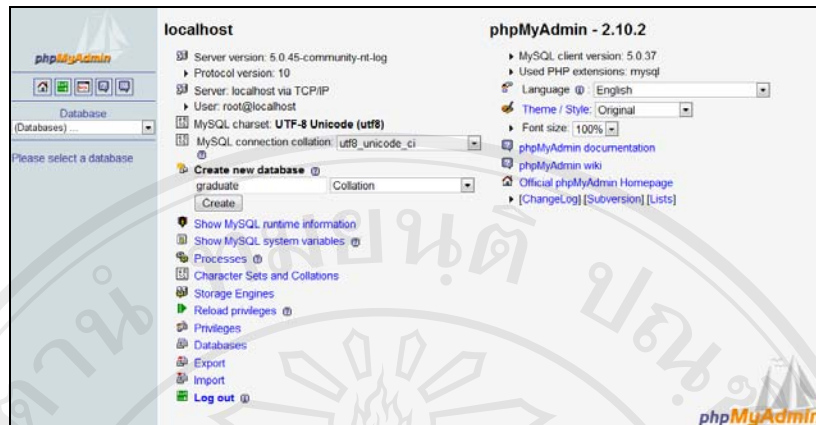 phpMyAdmin
Database
(Databases) ...
Please select a database
localhost
Server version: 5.0.45-community-nt-log
Protocol version: 10
Server: localhost via TCP/IP
User: root@localhost
MySQL charset: UTF-8 Unicode (utf8)
MySQL connection collation: utf8_unicode_ci
Create new database
graduate Collation
Create
Show MySQL runtime information
Show MySQL system variables
Processes
Character Sets and Collations
Storage Engines
Reload privileges
Privileges
Databases
Export
Import
Log out
phpMyAdmin - 2.10.2
MySQL client version: 5.0.37
Used PHP extensions: mysql
Language : English
Theme / Style: Original
Font size: 100%
phpMyAdmin documentation
phpMyAdmin wiki
Official phpMyAdmin Homepage
[ChangeLog] [Subversion] [Lists]
phpMyAdmin